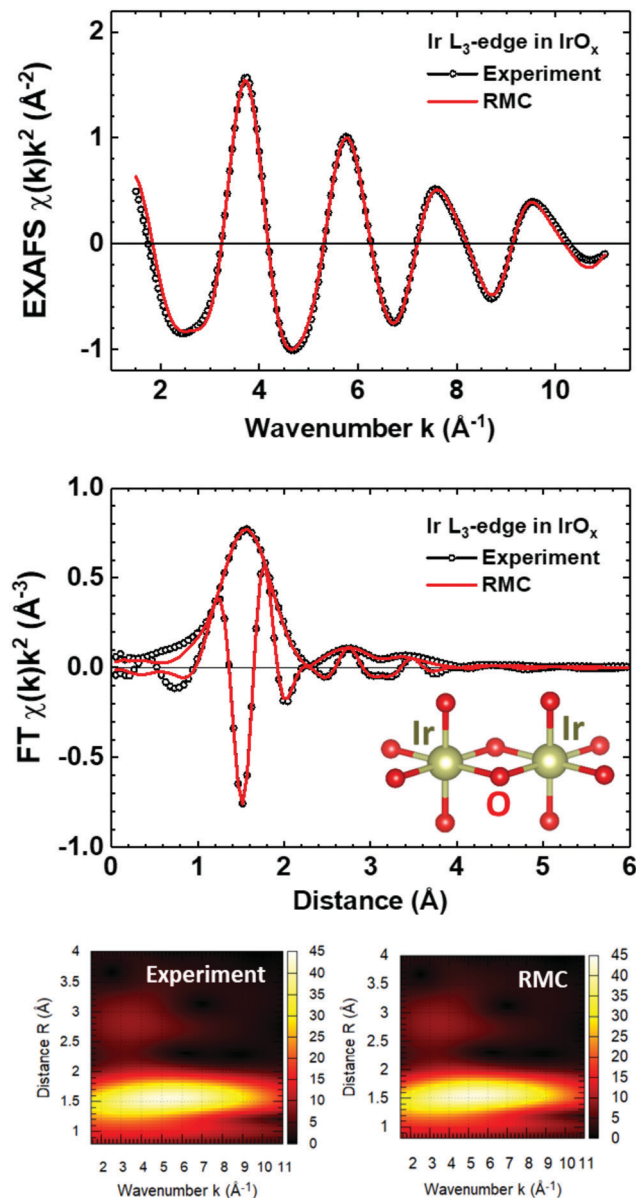 Ir L₃-edge in IrOₓ
Experiment
RMC
EXAFS χ(k)k² (Å⁻²)
2
1
0
-1
2 4 6 8 10
Wavenumber k (Å⁻¹)
Ir L₃-edge in IrOₓ
Experiment
RMC
FT χ(k)k² (Å⁻³)
1.0
0.5
0.0
-0.5
-1.0
Ir Ir
O
0 1 2 3 4 5 6
Distance (Å)
Experiment
Distance R (Å)
4
3.5
3
2.5
2
1.5
1
45
40
35
30
25
20
15
10
5
0
2 3 4 5 6 7 8 9 10 11
Wavenumber k (Å⁻¹)
RMC
Distance R (Å)
4
3.5
3
2.5
2
1.5
1
45
40
35
30
25
20
15
10
5
0
2 3 4 5 6 7 8 9 10 11
Wavenumber k (Å⁻¹)